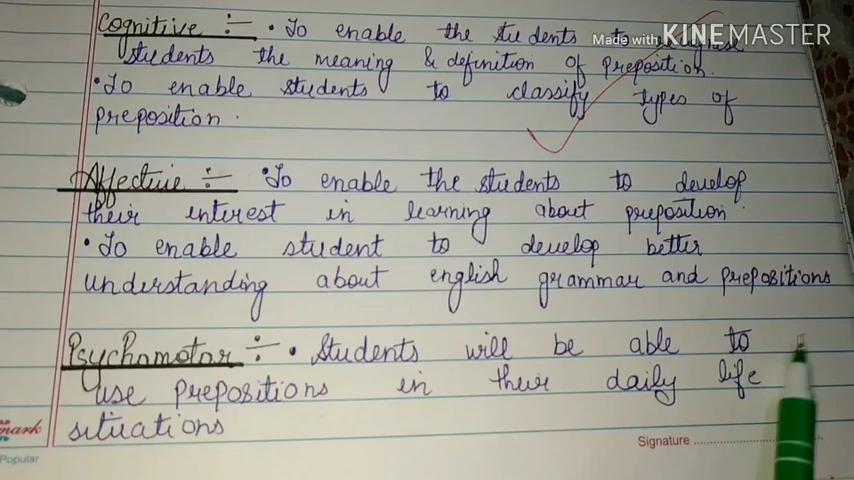 Cognitive ÷ • To enable the students to
Made with KINEMASTER
students the meaning & definition of preposition.
• To enable students to classify types of
preposition.
Affective ÷ • To enable the students to develop
their interest in learning about preposition.
• To enable student to develop better
understanding about english grammar and prepositions
Psychomotor ÷ • Students will be able to
use prepositions in their daily life
situations
mark
Popular
Signature